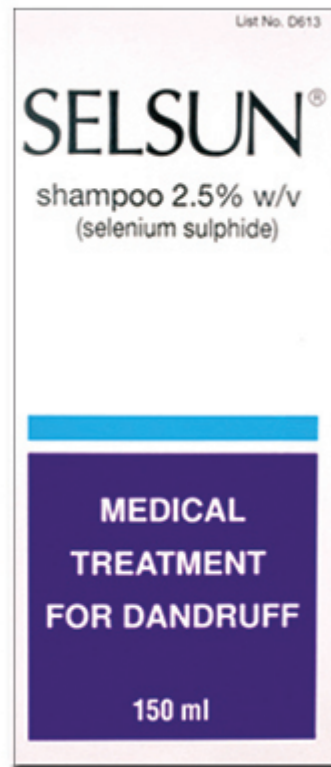 List No. D613
SELSUN®
shampoo 2.5% w/v
(selenium sulphide)
MEDICAL
TREATMENT
FOR DANDRUFF
150 ml